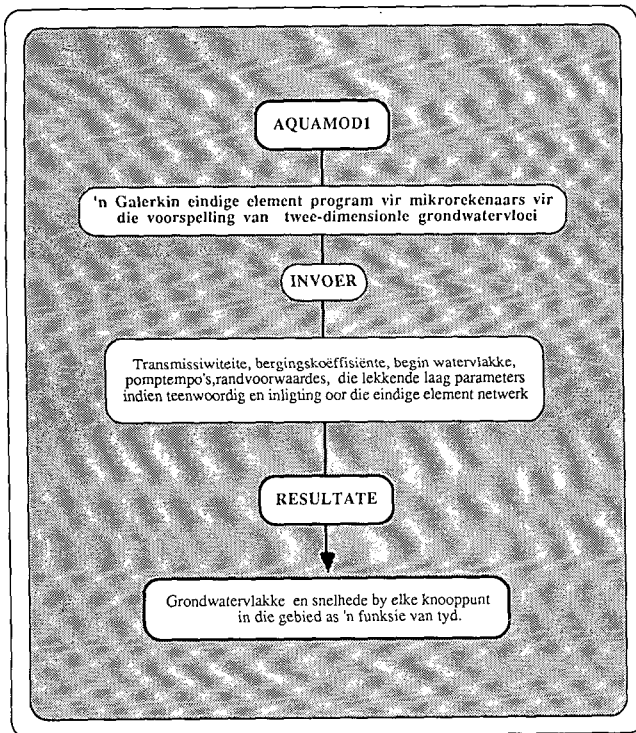 AQUAMOD1
'n Galerkin eindige element program vir mikrorekenaars vir
die voorspelling van twee-dimensionle grondwatervloei
INVOER
Transmissiwiteite, bergingskoëffisiënte, begin watervlakke,
pomptempo's,randvoorwaardes, die lekkende laag parameters
indien teenwoordig en inligting oor die eindige element netwerk
RESULTATE
Grondwatervlakke en snelhede by elke knooppunt
in die gebied as 'n funksie van tyd.